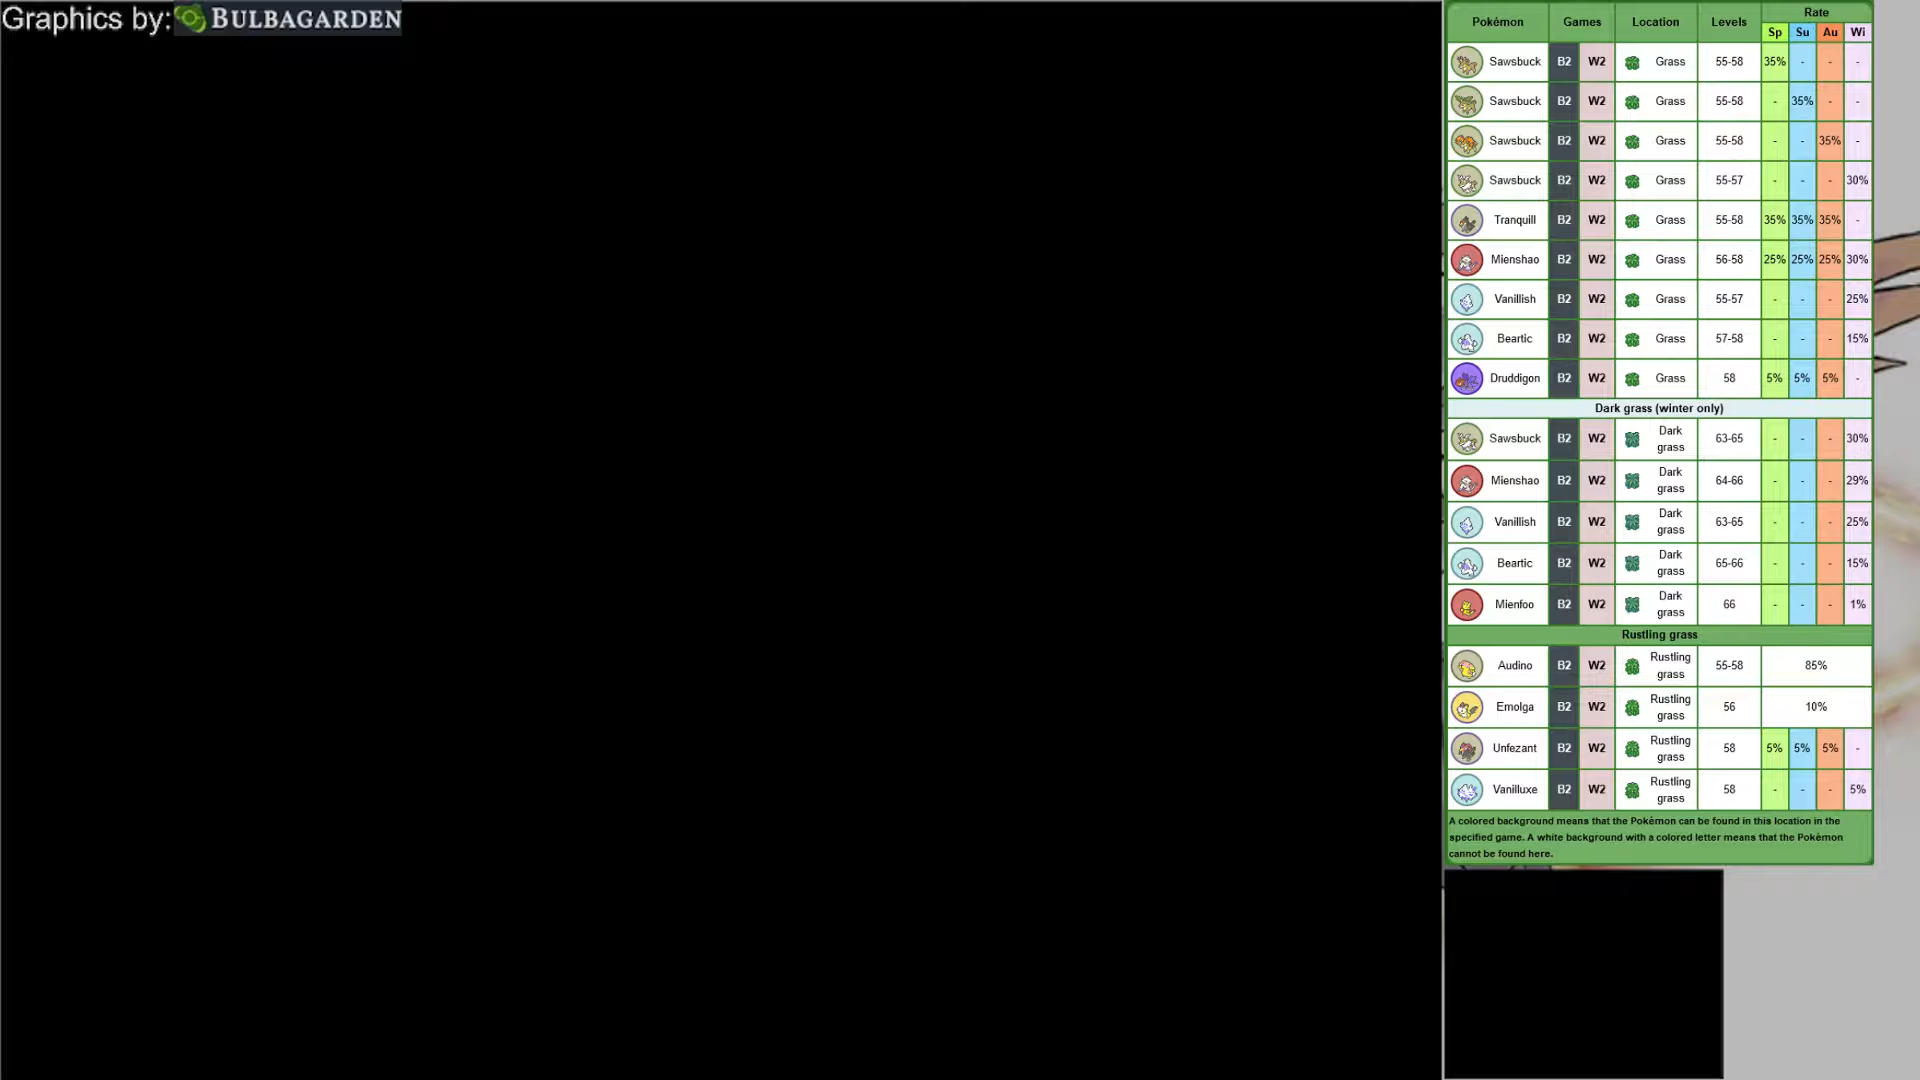 Graphics by: BULBAGARDEN
Pokémon Games Location Levels Rate
Sp Su Au Wi
Sawsbuck B2 W2 Grass 55-58 35% - - -
Sawsbuck B2 W2 Grass 55-58 - 35% - -
Sawsbuck B2 W2 Grass 55-58 - - 35% -
Sawsbuck B2 W2 Grass 55-57 - - - 30%
Tranquill B2 W2 Grass 55-58 35% 35% 35% -
Mienshao B2 W2 Grass 56-58 25% 25% 25% 30%
Vanillish B2 W2 Grass 55-57 - - - 25%
Beartic B2 W2 Grass 57-58 - - - 15%
Druddigon B2 W2 Grass 58 5% 5% 5% -
Dark grass (winter only)
Sawsbuck B2 W2 Dark grass 63-65 - - - 30%
Mienshao B2 W2 Dark grass 64-66 - - - 29%
Vanillish B2 W2 Dark grass 63-65 - - - 25%
Beartic B2 W2 Dark grass 65-66 - - - 15%
Mienfoo B2 W2 Dark grass 66 - - - 1%
Rustling grass
Audino B2 W2 Rustling grass 55-58 85%
Emolga B2 W2 Rustling grass 56 10%
Unfezant B2 W2 Rustling grass 58 5% 5% 5% -
Vanilluxe B2 W2 Rustling grass 58 - - - 5%
A colored background means that the Pokémon can be found in this location in the
specified game. A white background with a colored letter means that the Pokémon
cannot be found here.